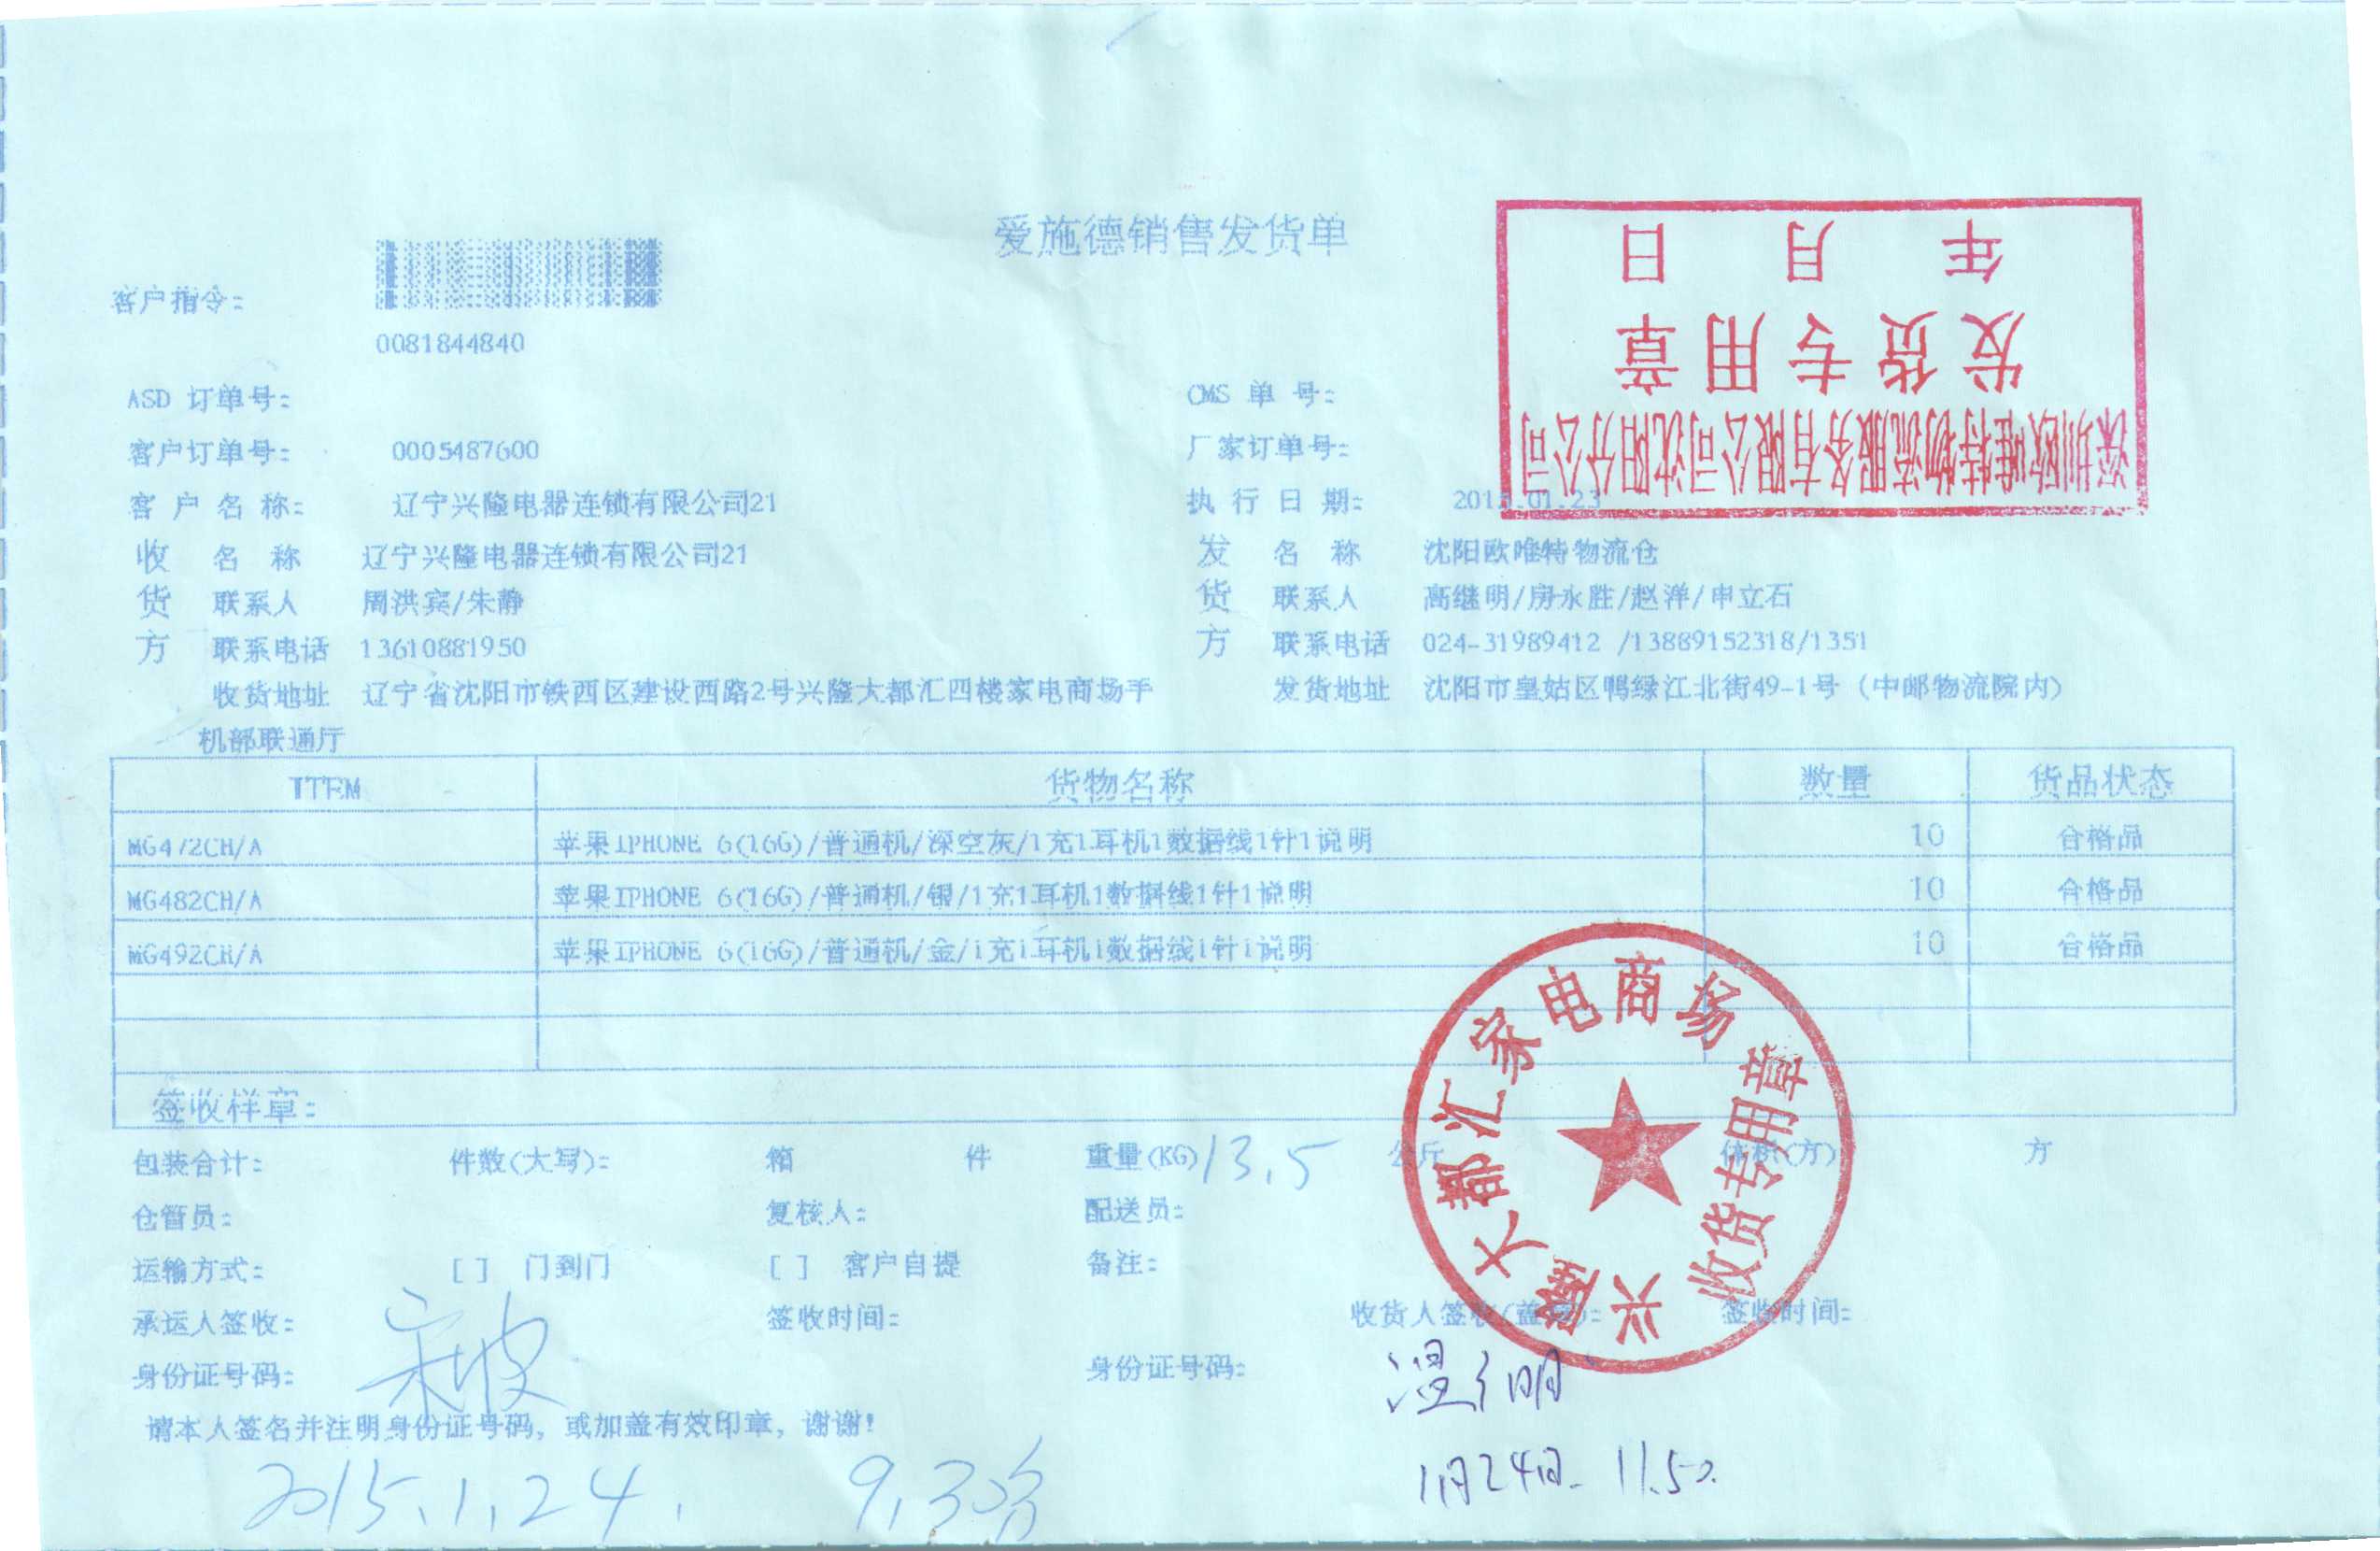 爱施德销售发货单
客户指令:
0081844840
ASD 订单号:
CMS 单 号:
客户订单号: 0005487600
厂家订单号:
客 户 名 称: 辽宁兴隆电器连锁有限公司21
执 行 日 期: 2015.01.23
收货方
名 称 辽宁兴隆电器连锁有限公司21
联系人 周洪宾/朱静
联系电话 13610881950
收货地址 辽宁省沈阳市铁西区建设西路2号兴隆大都汇四楼家电商场手
机部联通厅
发货方
名 称 沈阳欧唯特物流仓
联系人 高继明/房永胜/赵洋/申立石
联系电话 024-31989412 /13889152318/1351
发货地址 沈阳市皇姑区鸭绿江北街49-1号（中邮物流院内）
深圳欧唯特物流服务有限公司沈阳分公司
发货专用章
年 月 日
ITEM 货物名称 数量 货品状态
MG472CH/A 苹果IPHONE 6(16G)/普通机/深空灰/1充1耳机1数据线1针1说明 10 合格品
MG482CH/A 苹果IPHONE 6(16G)/普通机/银/1充1耳机1数据线1针1说明 10 合格品
MG492CH/A 苹果IPHONE 6(16G)/普通机/金/1充1耳机1数据线1针1说明 10 合格品
签收样章:
包装合计: 件数(大写): 箱 件 重量(KG) 13.5 公斤 体积(方) 方
仓管员: 复核人: 配送员:
运输方式: [ ] 门到门 [ ] 客户自提 备注:
承运人签收: 签收时间: 收货人签收(盖章): 签收时间:
身份证号码: 身份证号码:
请本人签名并注明身份证号码，或加盖有效印章，谢谢!
兴隆大都汇家电商场
收货专用章
2015.1.24. 9.30分
1月24日. 11.50.